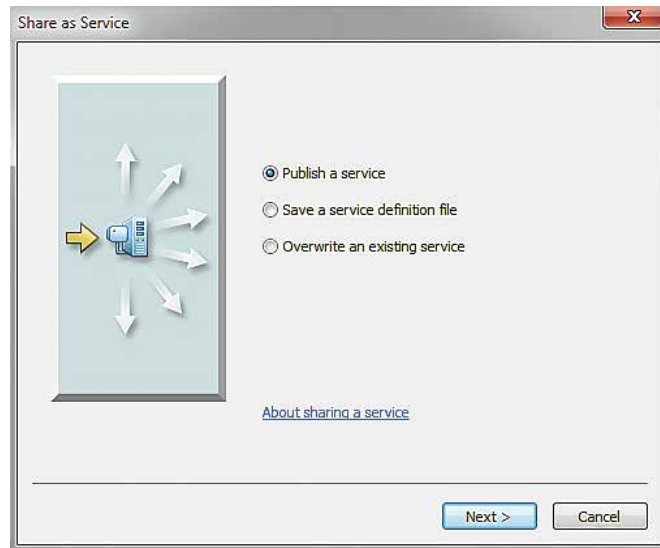 Share as Service
Publish a service
Save a service definition file
Overwrite an existing service
About sharing a service
Next >
Cancel